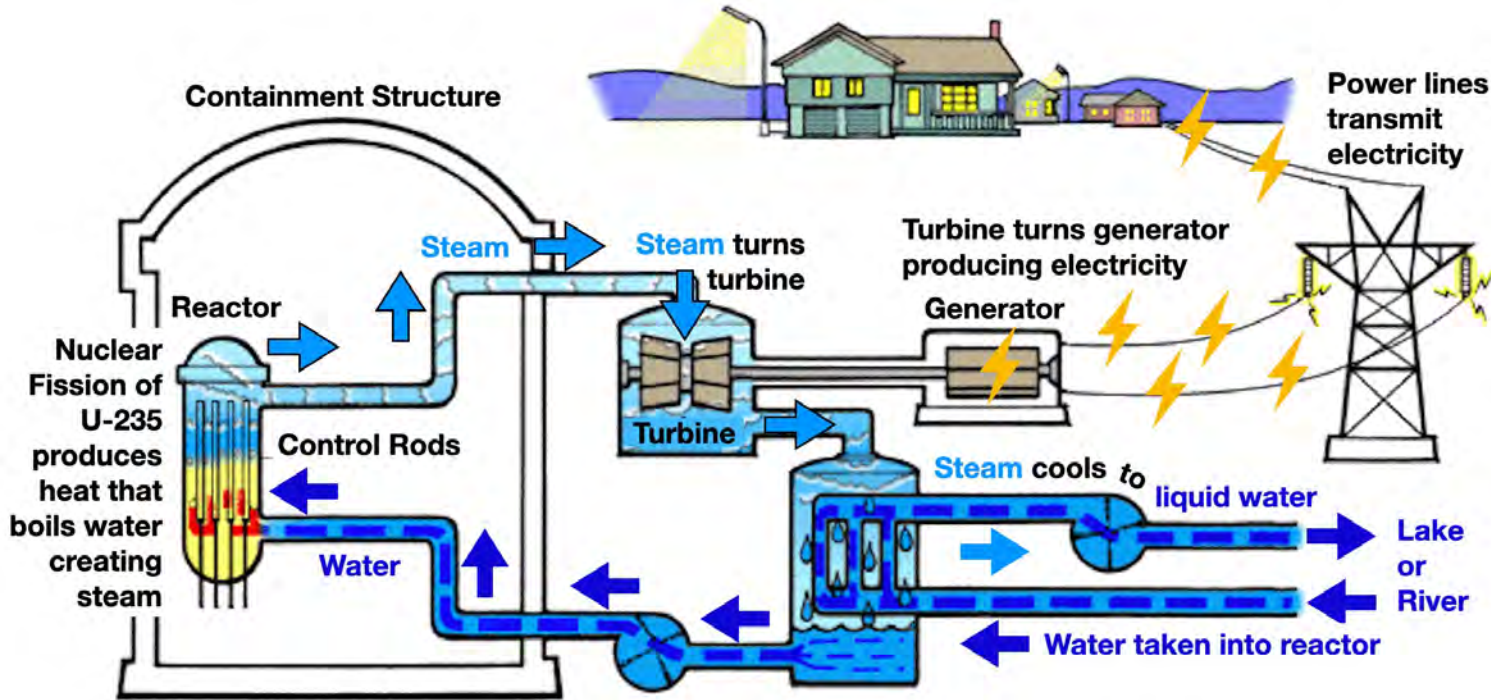 Containment Structure
Power lines
transmit
electricity
Steam
Steam turns
turbine
Turbine turns generator
producing electricity
Reactor
Generator
Nuclear
Fission of
U-235
produces
heat that
boils water
creating
steam
Control Rods
Turbine
Steam cools to
liquid water
Water
Lake
or
River
Water taken into reactor